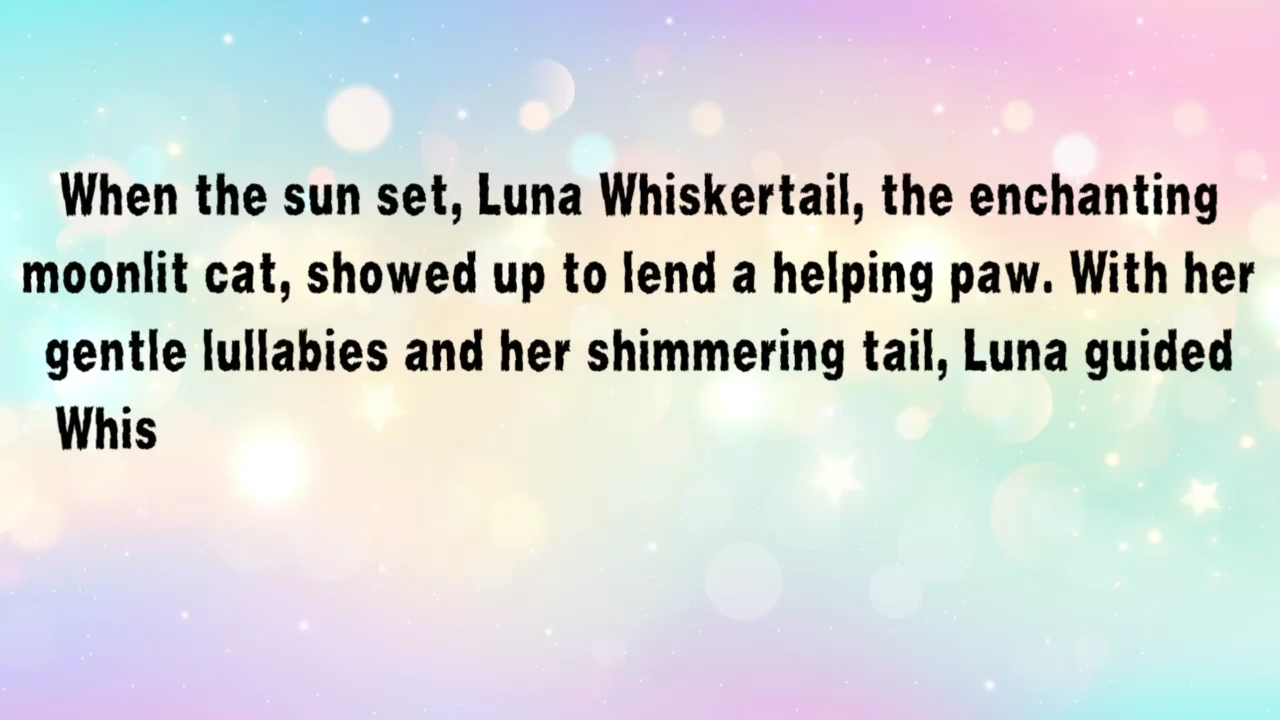 When the sun set, Luna Whiskertail, the enchanting
moonlit cat, showed up to lend a helping paw. With her
gentle lullabies and her shimmering tail, Luna guided
Whis